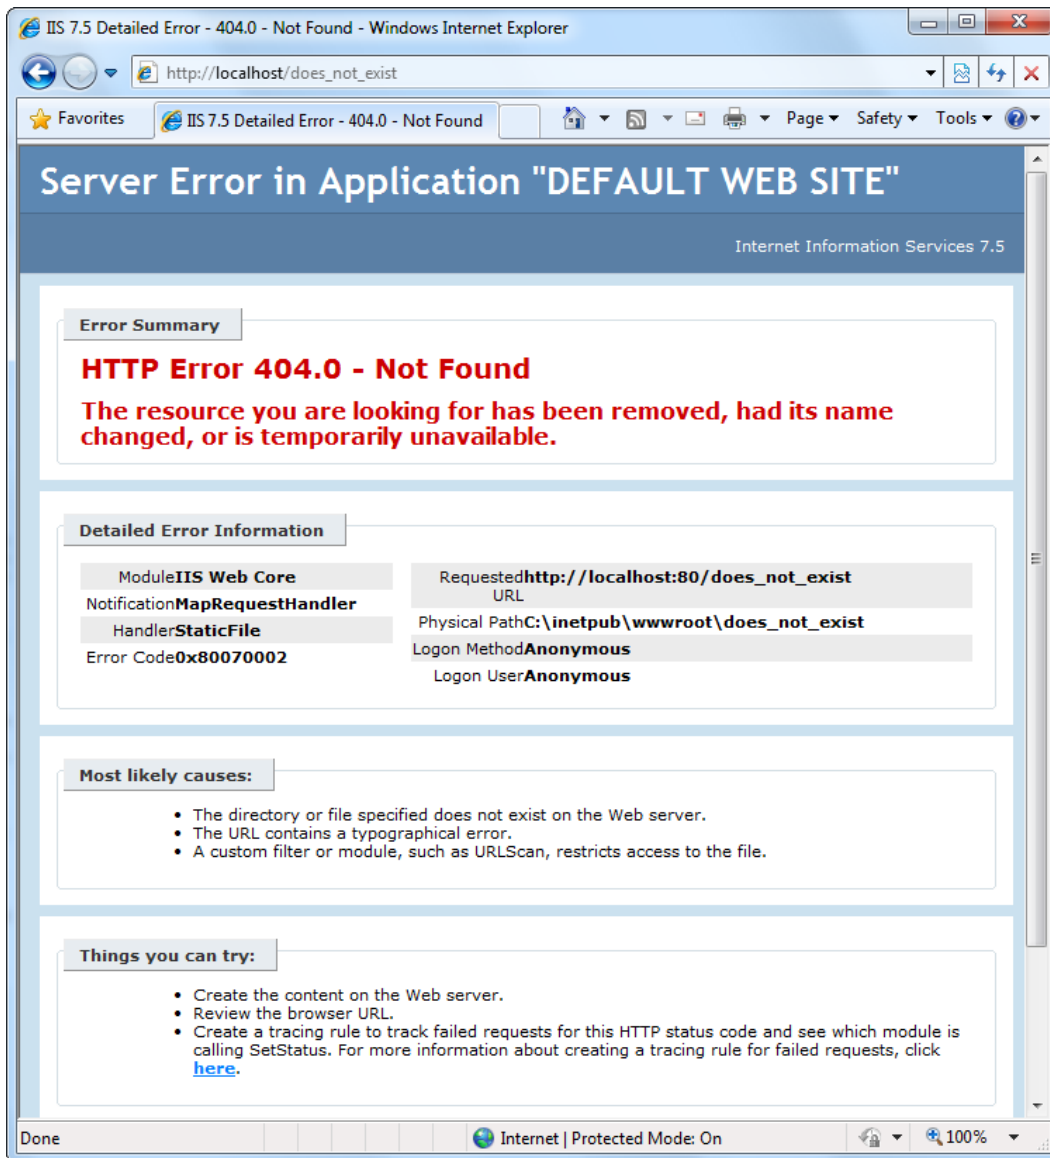 IIS 7.5 Detailed Error - 404.0 - Not Found - Windows Internet Explorer
http://localhost/does_not_exist
Favorites
IIS 7.5 Detailed Error - 404.0 - Not Found
Page
Safety
Tools
Server Error in Application "DEFAULT WEB SITE"
Internet Information Services 7.5
Error Summary
HTTP Error 404.0 - Not Found
The resource you are looking for has been removed, had its name
changed, or is temporarily unavailable.
Detailed Error Information
Module IIS Web Core
Notification MapRequestHandler
Handler StaticFile
Error Code 0x80070002
Requested http://localhost:80/does_not_exist
URL
Physical Path C:\inetpub\wwwroot\does_not_exist
Logon Method Anonymous
Logon User Anonymous
Most likely causes:
• The directory or file specified does not exist on the Web server.
• The URL contains a typographical error.
• A custom filter or module, such as URLScan, restricts access to the file.
Things you can try:
• Create the content on the Web server.
• Review the browser URL.
• Create a tracing rule to track failed requests for this HTTP status code and see which module is
calling SetStatus. For more information about creating a tracing rule for failed requests, click
here.
Done
Internet | Protected Mode: On
100%